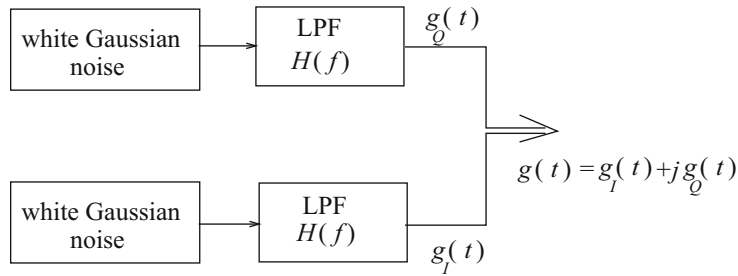 white Gaussian
noise
LPF
H(f)
g_Q(t)
g(t) = g_I(t)+jg_Q(t)
white Gaussian
noise
LPF
H(f)
g_I(t)